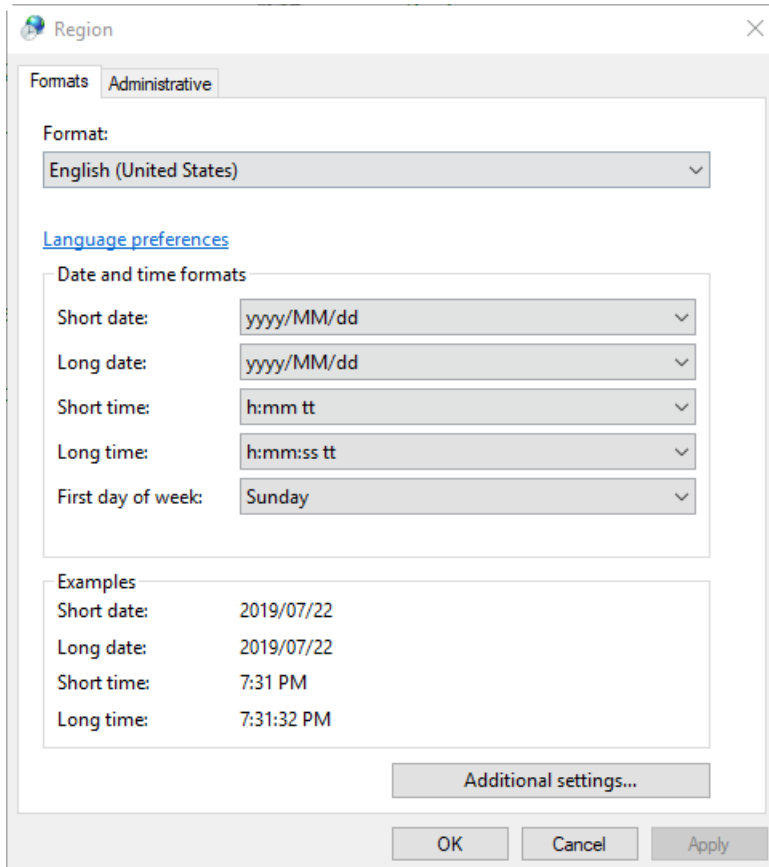 Region
Formats Administrative
Format:
English (United States)
Language preferences
Date and time formats
Short date: yyyy/MM/dd
Long date: yyyy/MM/dd
Short time: h:mm tt
Long time: h:mm:ss tt
First day of week: Sunday
Examples
Short date: 2019/07/22
Long date: 2019/07/22
Short time: 7:31 PM
Long time: 7:31:32 PM
Additional settings...
OK Cancel Apply